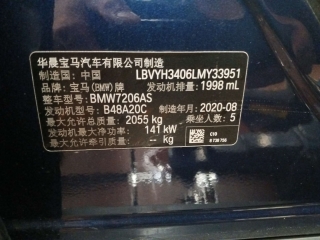 华晨宝马汽车有限公司制造
制造国：中国 LBVYH3406LMY33951
品牌：宝马(BMW)牌 发动机排量：1998 mL
整车型号：BMW7206AS
发动机型号：B48A20C 制造年月：2020-08
最大允许总质量：2055 kg 乘坐人数：5
发动机最大净功率：141 kW
最大允许牵引质量：-- kg